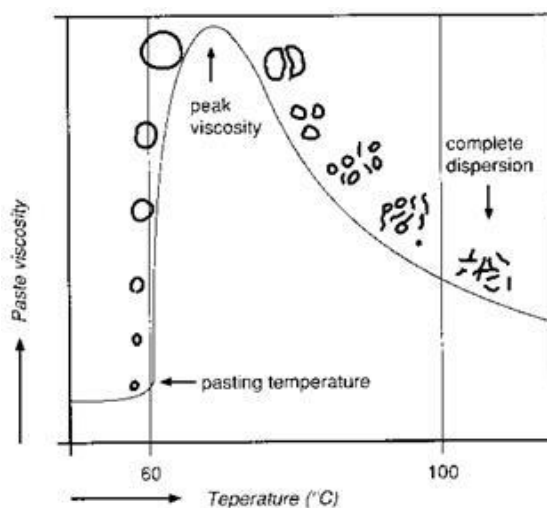 peak
viscosity
complete
dispersion
Paste viscosity
pasting temperature
60
100
Teperature (°C)